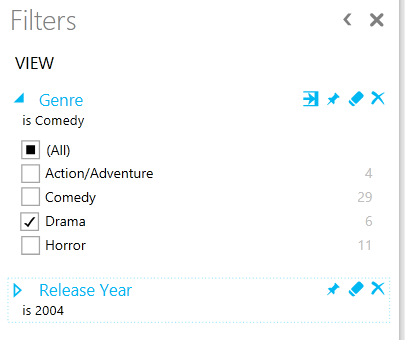 Filters
VIEW
Genre
is Comedy
(All)
Action/Adventure 4
Comedy 29
Drama 6
Horror 11
Release Year
is 2004